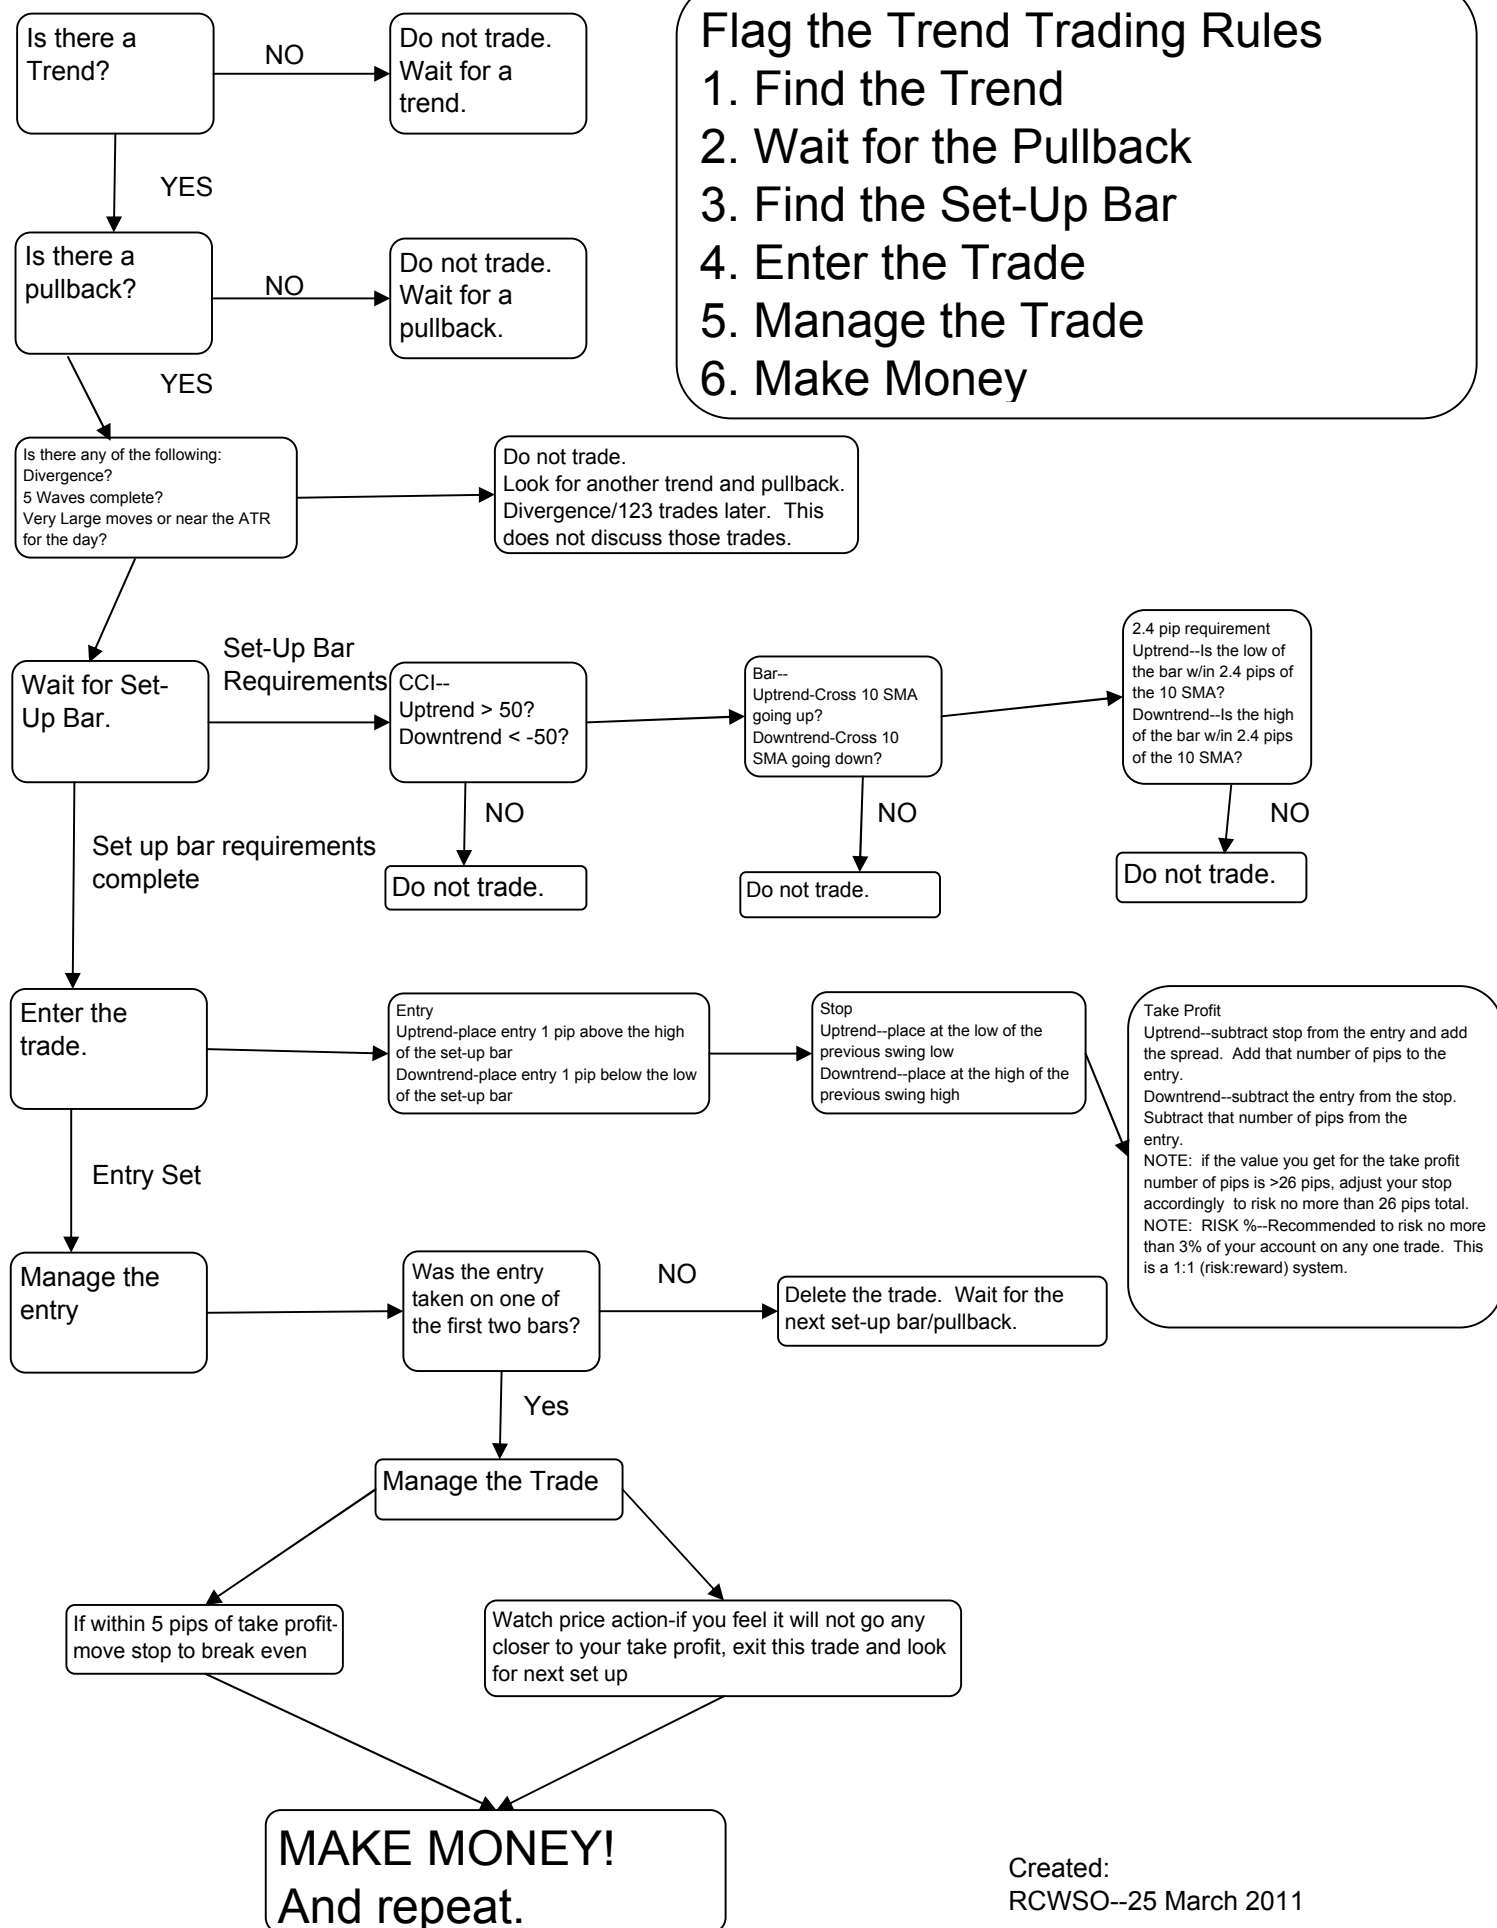 Is there a
Trend?
NO
Do not trade.
Wait for a
trend.
Flag the Trend Trading Rules
1. Find the Trend
2. Wait for the Pullback
3. Find the Set-Up Bar
4. Enter the Trade
5. Manage the Trade
6. Make Money
YES
Is there a
pullback?
NO
Do not trade.
Wait for a
pullback.
YES
Is there any of the following:
Divergence?
5 Waves complete?
Very Large moves or near the ATR
for the day?
Do not trade.
Look for another trend and pullback.
Divergence/123 trades later.  This
does not discuss those trades.
Wait for Set-
Up Bar.
Set-Up Bar
Requirements
CCI--
Uptrend > 50?
Downtrend < -50?
Bar--
Uptrend-Cross 10 SMA
going up?
Downtrend-Cross 10
SMA going down?
2.4 pip requirement
Uptrend--Is the low of
the bar w/in 2.4 pips of
the 10 SMA?
Downtrend--Is the high
of the bar w/in 2.4 pips
of the 10 SMA?
NO
NO
NO
Do not trade.
Do not trade.
Do not trade.
Set up bar requirements
complete
Enter the
trade.
Entry
Uptrend-place entry 1 pip above the high
of the set-up bar
Downtrend-place entry 1 pip below the low
of the set-up bar
Stop
Uptrend--place at the low of the
previous swing low
Downtrend--place at the high of the
previous swing high
Take Profit
Uptrend--subtract stop from the entry and add
the spread.  Add that number of pips to the
entry.
Downtrend--subtract the entry from the stop.
Subtract that number of pips from the
entry.
NOTE:  if the value you get for the take profit
number of pips is >26 pips, adjust your stop
accordingly  to risk no more than 26 pips total.
NOTE:  RISK %--Recommended to risk no more
than 3% of your account on any one trade.  This
is a 1:1 (risk:reward) system.
Entry Set
Manage the
entry
Was the entry
taken on one of
the first two bars?
NO
Delete the trade.  Wait for the
next set-up bar/pullback.
Yes
Manage the Trade
If within 5 pips of take profit-
move stop to break even
Watch price action-if you feel it will not go any
closer to your take profit, exit this trade and look
for next set up
MAKE MONEY!
And repeat.
Created:
RCWSO--25 March 2011